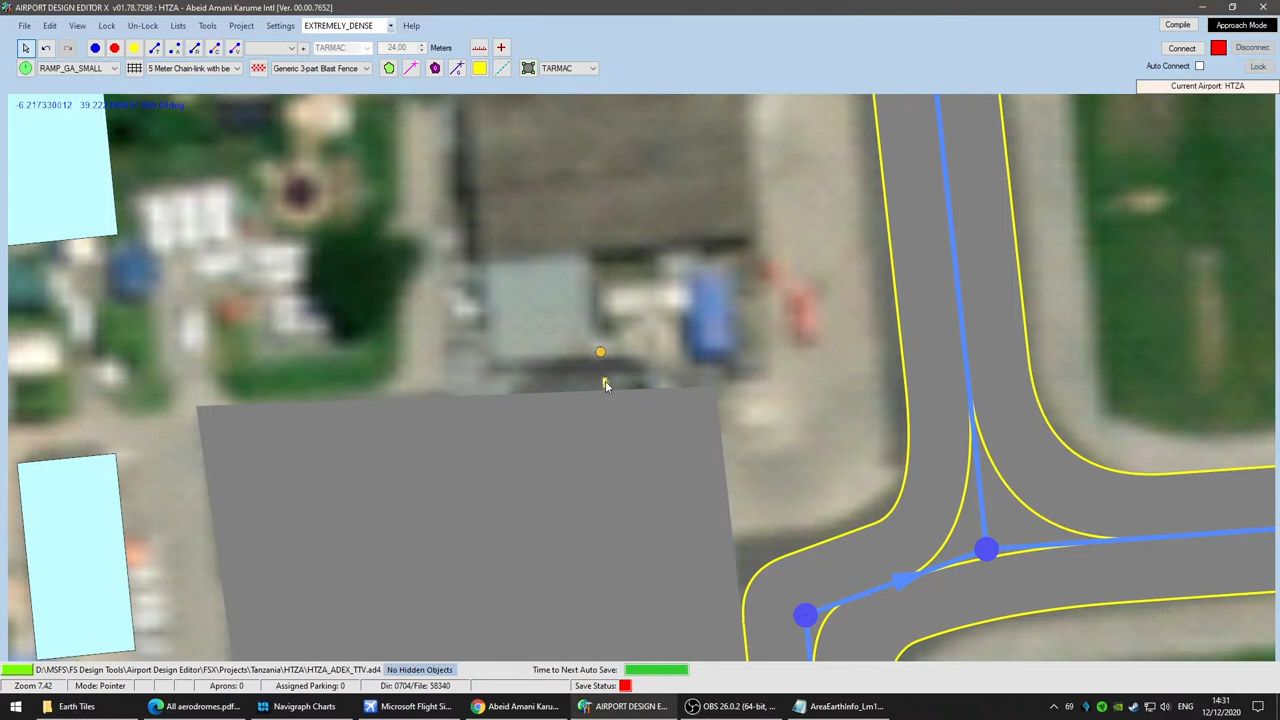 AIRPORT DESIGN EDITOR X v01.78.7298 : HTZA - Abeid Amani Karume Intl [Ver. 00.00.7652]
File Edit View Lock Un-Lock Lists Tools Project Settings EXTREMELY_DENSE Help
Compile Approach Mode
TARMAC 24.00 Meters
Connect Disconnec
RAMP_GA_SMALL 5 Meter Chain-link with be Generic 3-part Blast Fence TARMAC
Auto Connect Lock
Current Airport: HTZA
-6.217330012
D:\MSFS\FS Design Tools\Airport Design Editor\FSX\Projects\Tanzania\HTZA\HTZA_ADEX_TTV.ad4 No Hidden Objects Time to Next Auto Save:
Zoom 7.42 Mode: Pointer Aprons: 0 Assigned Parking: 0 Dir: 0704/File: 58340 Save Status:
Earth Tiles All aerodromes.pdf... Navigraph Charts Microsoft Flight Si... Abeid Amani Karum... AIRPORT DESIGN E... OBS 26.0.2 (64-bit, ... AreaEarthInfo_Lm1... 69 ENG 14:31
12/12/2020